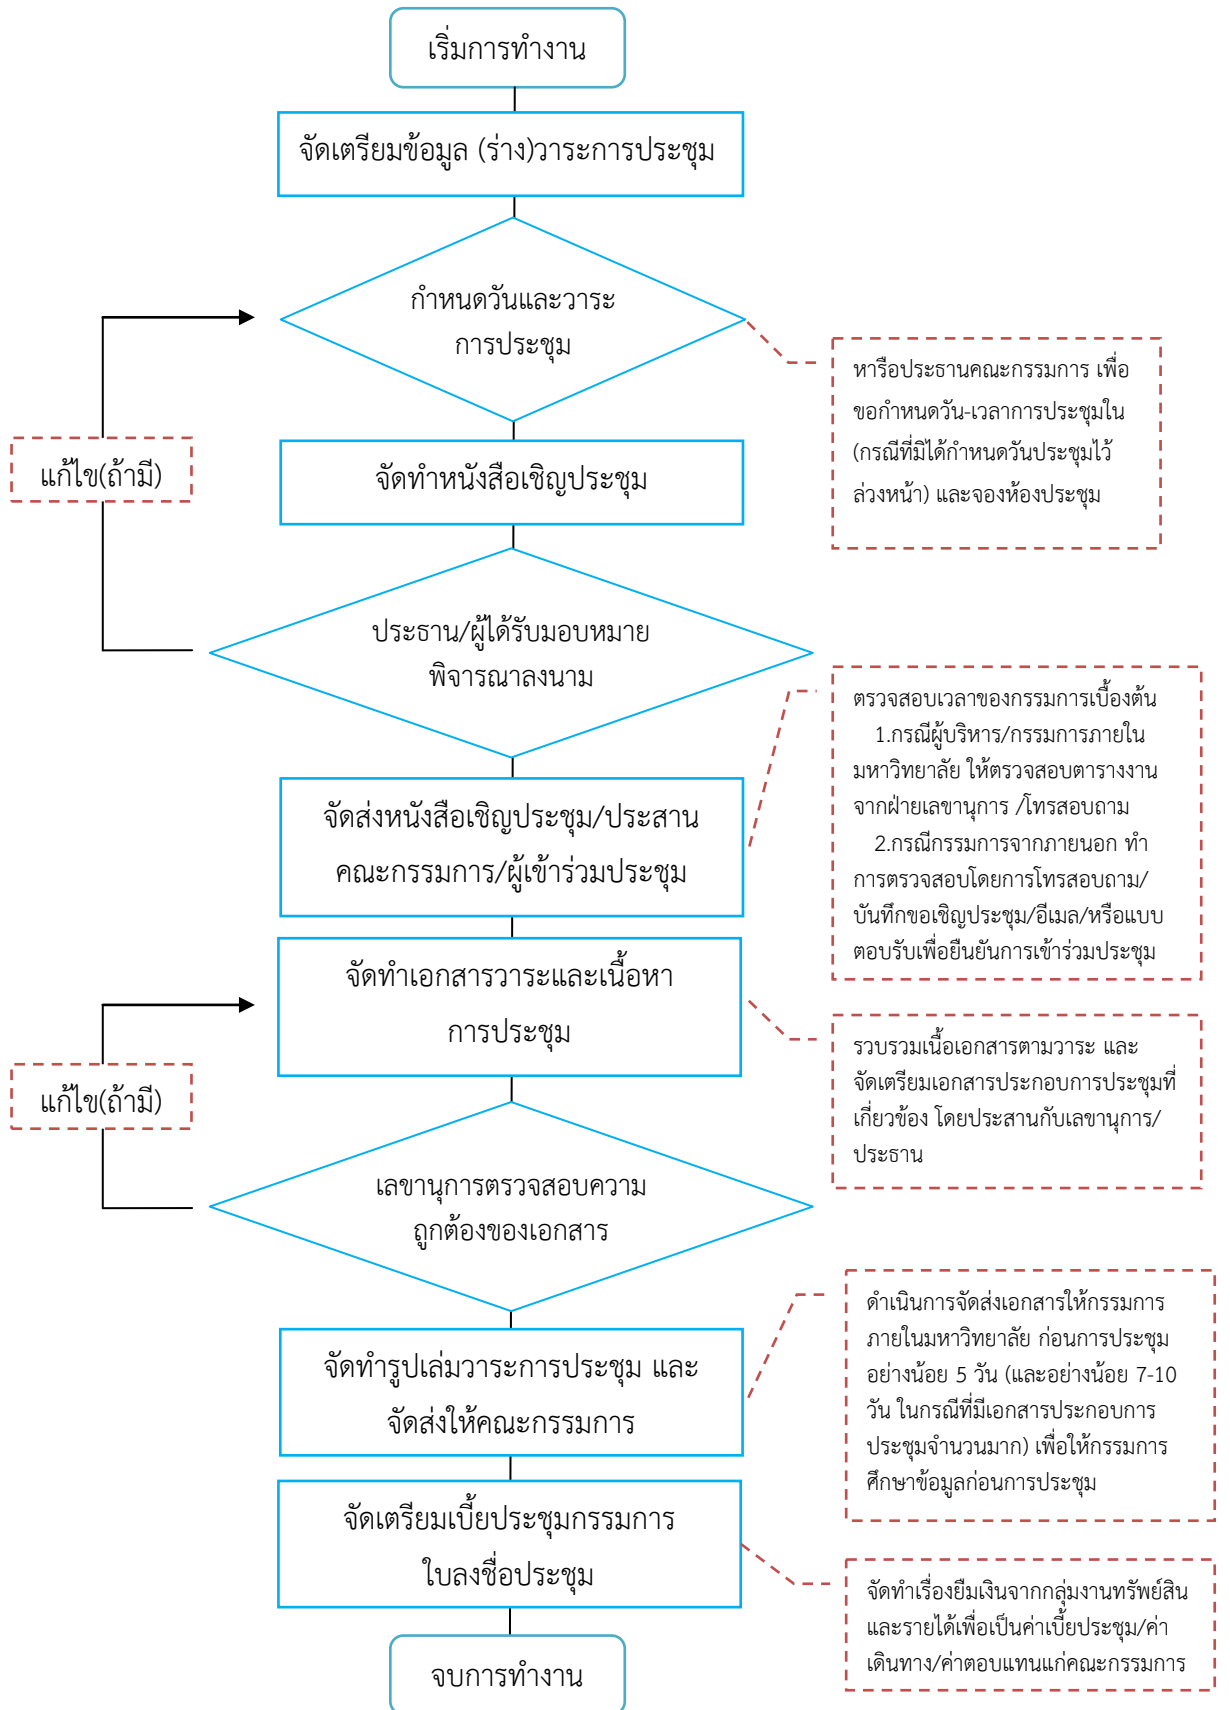 เริ่มการทำงาน
จัดเตรียมข้อมูล (ร่าง)วาระการประชุม
กำหนดวันและวาระ
การประชุม
หารือประธานคณะกรรมการ เพื่อ
ขอกำหนดวัน-เวลาการประชุมใน
(กรณีที่มิได้กำหนดวันประชุมไว้
ล่วงหน้า) และจองห้องประชุม
แก้ไข(ถ้ามี)
จัดทำหนังสือเชิญประชุม
ประธาน/ผู้ได้รับมอบหมาย
พิจารณาลงนาม
ตรวจสอบเวลาของกรรมการเบื้องต้น
1.กรณีผู้บริหาร/กรรมการภายใน
มหาวิทยาลัย ให้ตรวจสอบตารางงาน
จากฝ่ายเลขานุการ /โทรสอบถาม
2.กรณีกรรมการจากภายนอก ทำ
การตรวจสอบโดยการโทรสอบถาม/
บันทึกขอเชิญประชุม/อีเมล/หรือแบบ
ตอบรับเพื่อยืนยันการเข้าร่วมประชุม
จัดส่งหนังสือเชิญประชุม/ประสาน
คณะกรรมการ/ผู้เข้าร่วมประชุม
จัดทำเอกสารวาระและเนื้อหา
การประชุม
รวบรวมเนื้อเอกสารตามวาระ และ
จัดเตรียมเอกสารประกอบการประชุมที่
เกี่ยวข้อง โดยประสานกับเลขานุการ/
ประธาน
แก้ไข(ถ้ามี)
เลขานุการตรวจสอบความ
ถูกต้องของเอกสาร
ดำเนินการจัดส่งเอกสารให้กรรมการ
ภายในมหาวิทยาลัย ก่อนการประชุม
อย่างน้อย 5 วัน (และอย่างน้อย 7-10
วัน ในกรณีที่มีเอกสารประกอบการ
ประชุมจำนวนมาก) เพื่อให้กรรมการ
ศึกษาข้อมูลก่อนการประชุม
จัดทำรูปเล่มวาระการประชุม และ
จัดส่งให้คณะกรรมการ
จัดเตรียมเบี้ยประชุมกรรมการ
ใบลงชื่อประชุม
จัดทำเรื่องยืมเงินจากกลุ่มงานทรัพย์สิน
และรายได้เพื่อเป็นค่าเบี้ยประชุม/ค่า
เดินทาง/ค่าตอบแทนแก่คณะกรรมการ
จบการทำงาน